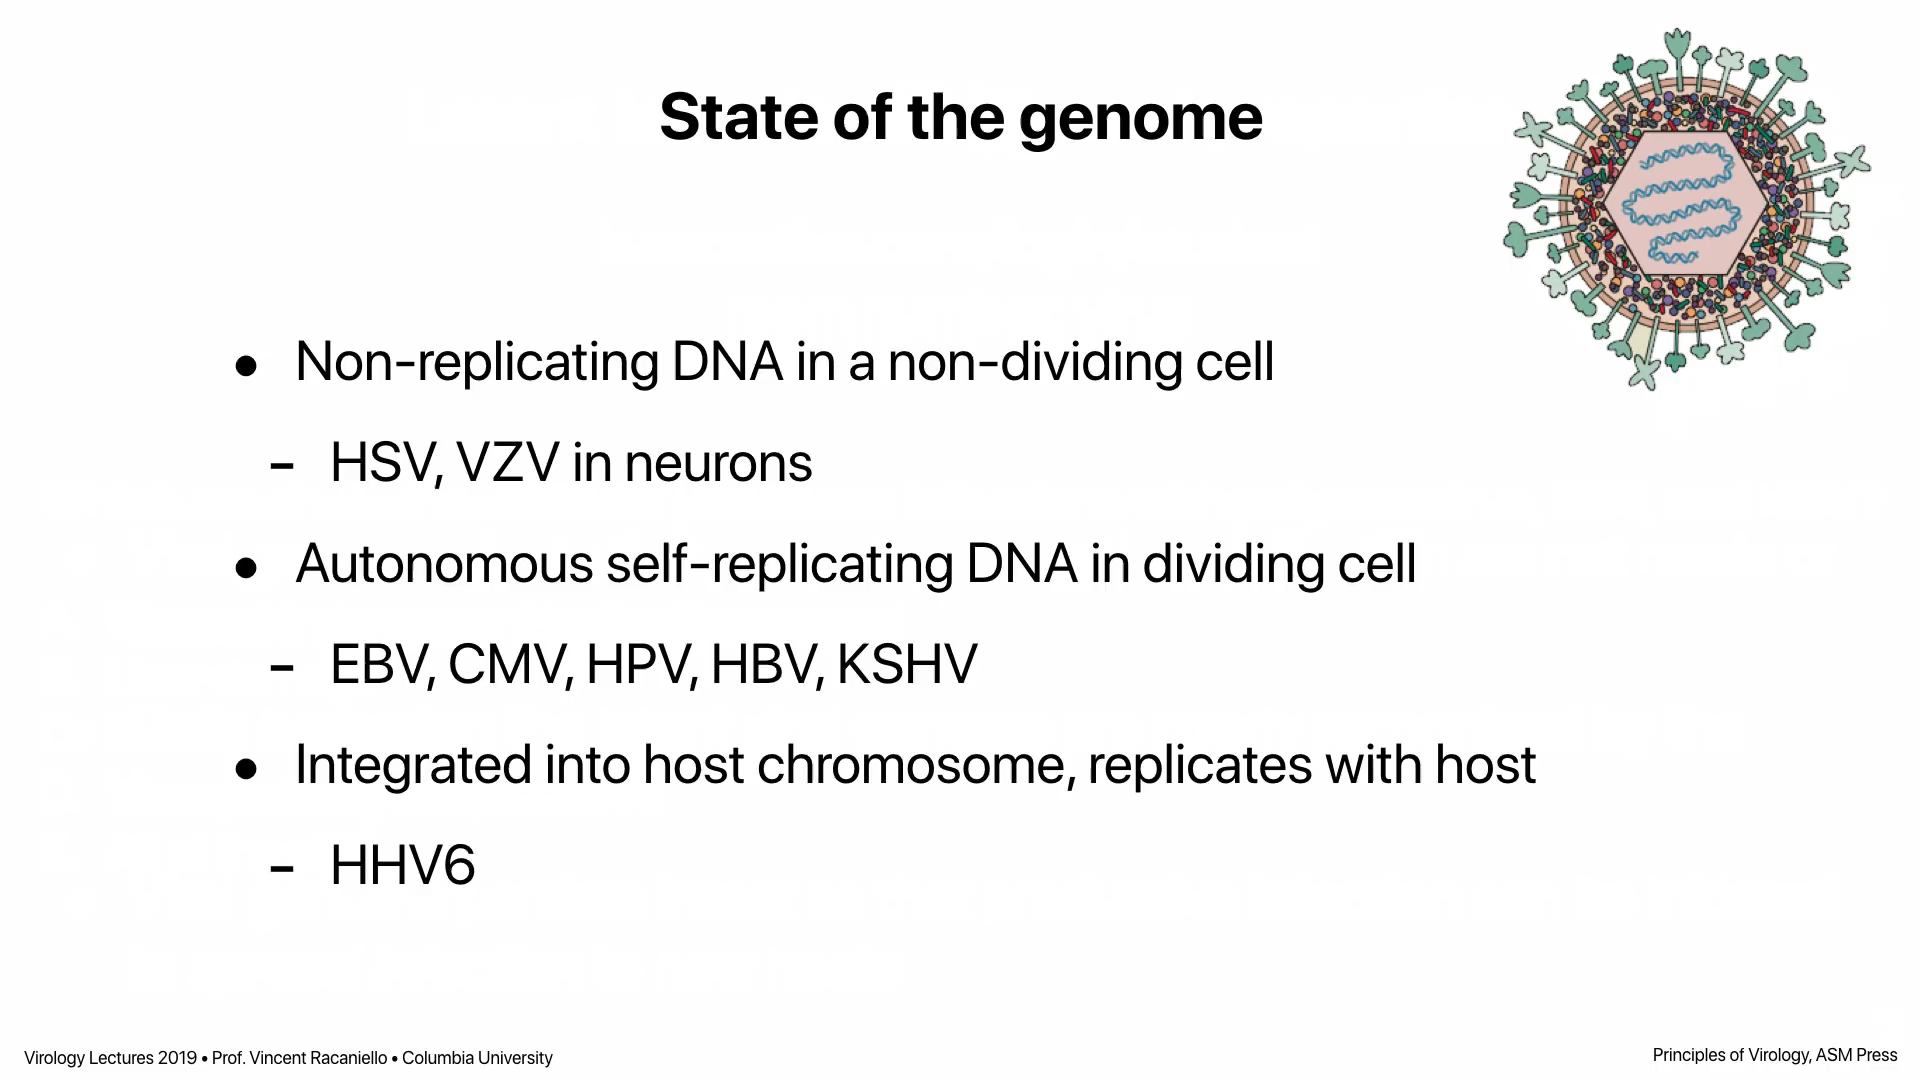 State of the genome
• Non-replicating DNA in a non-dividing cell
– HSV, VZV in neurons
• Autonomous self-replicating DNA in dividing cell
– EBV, CMV, HPV, HBV, KSHV
• Integrated into host chromosome, replicates with host
– HHV6
Virology Lectures 2019 • Prof. Vincent Racaniello • Columbia University
Principles of Virology, ASM Press